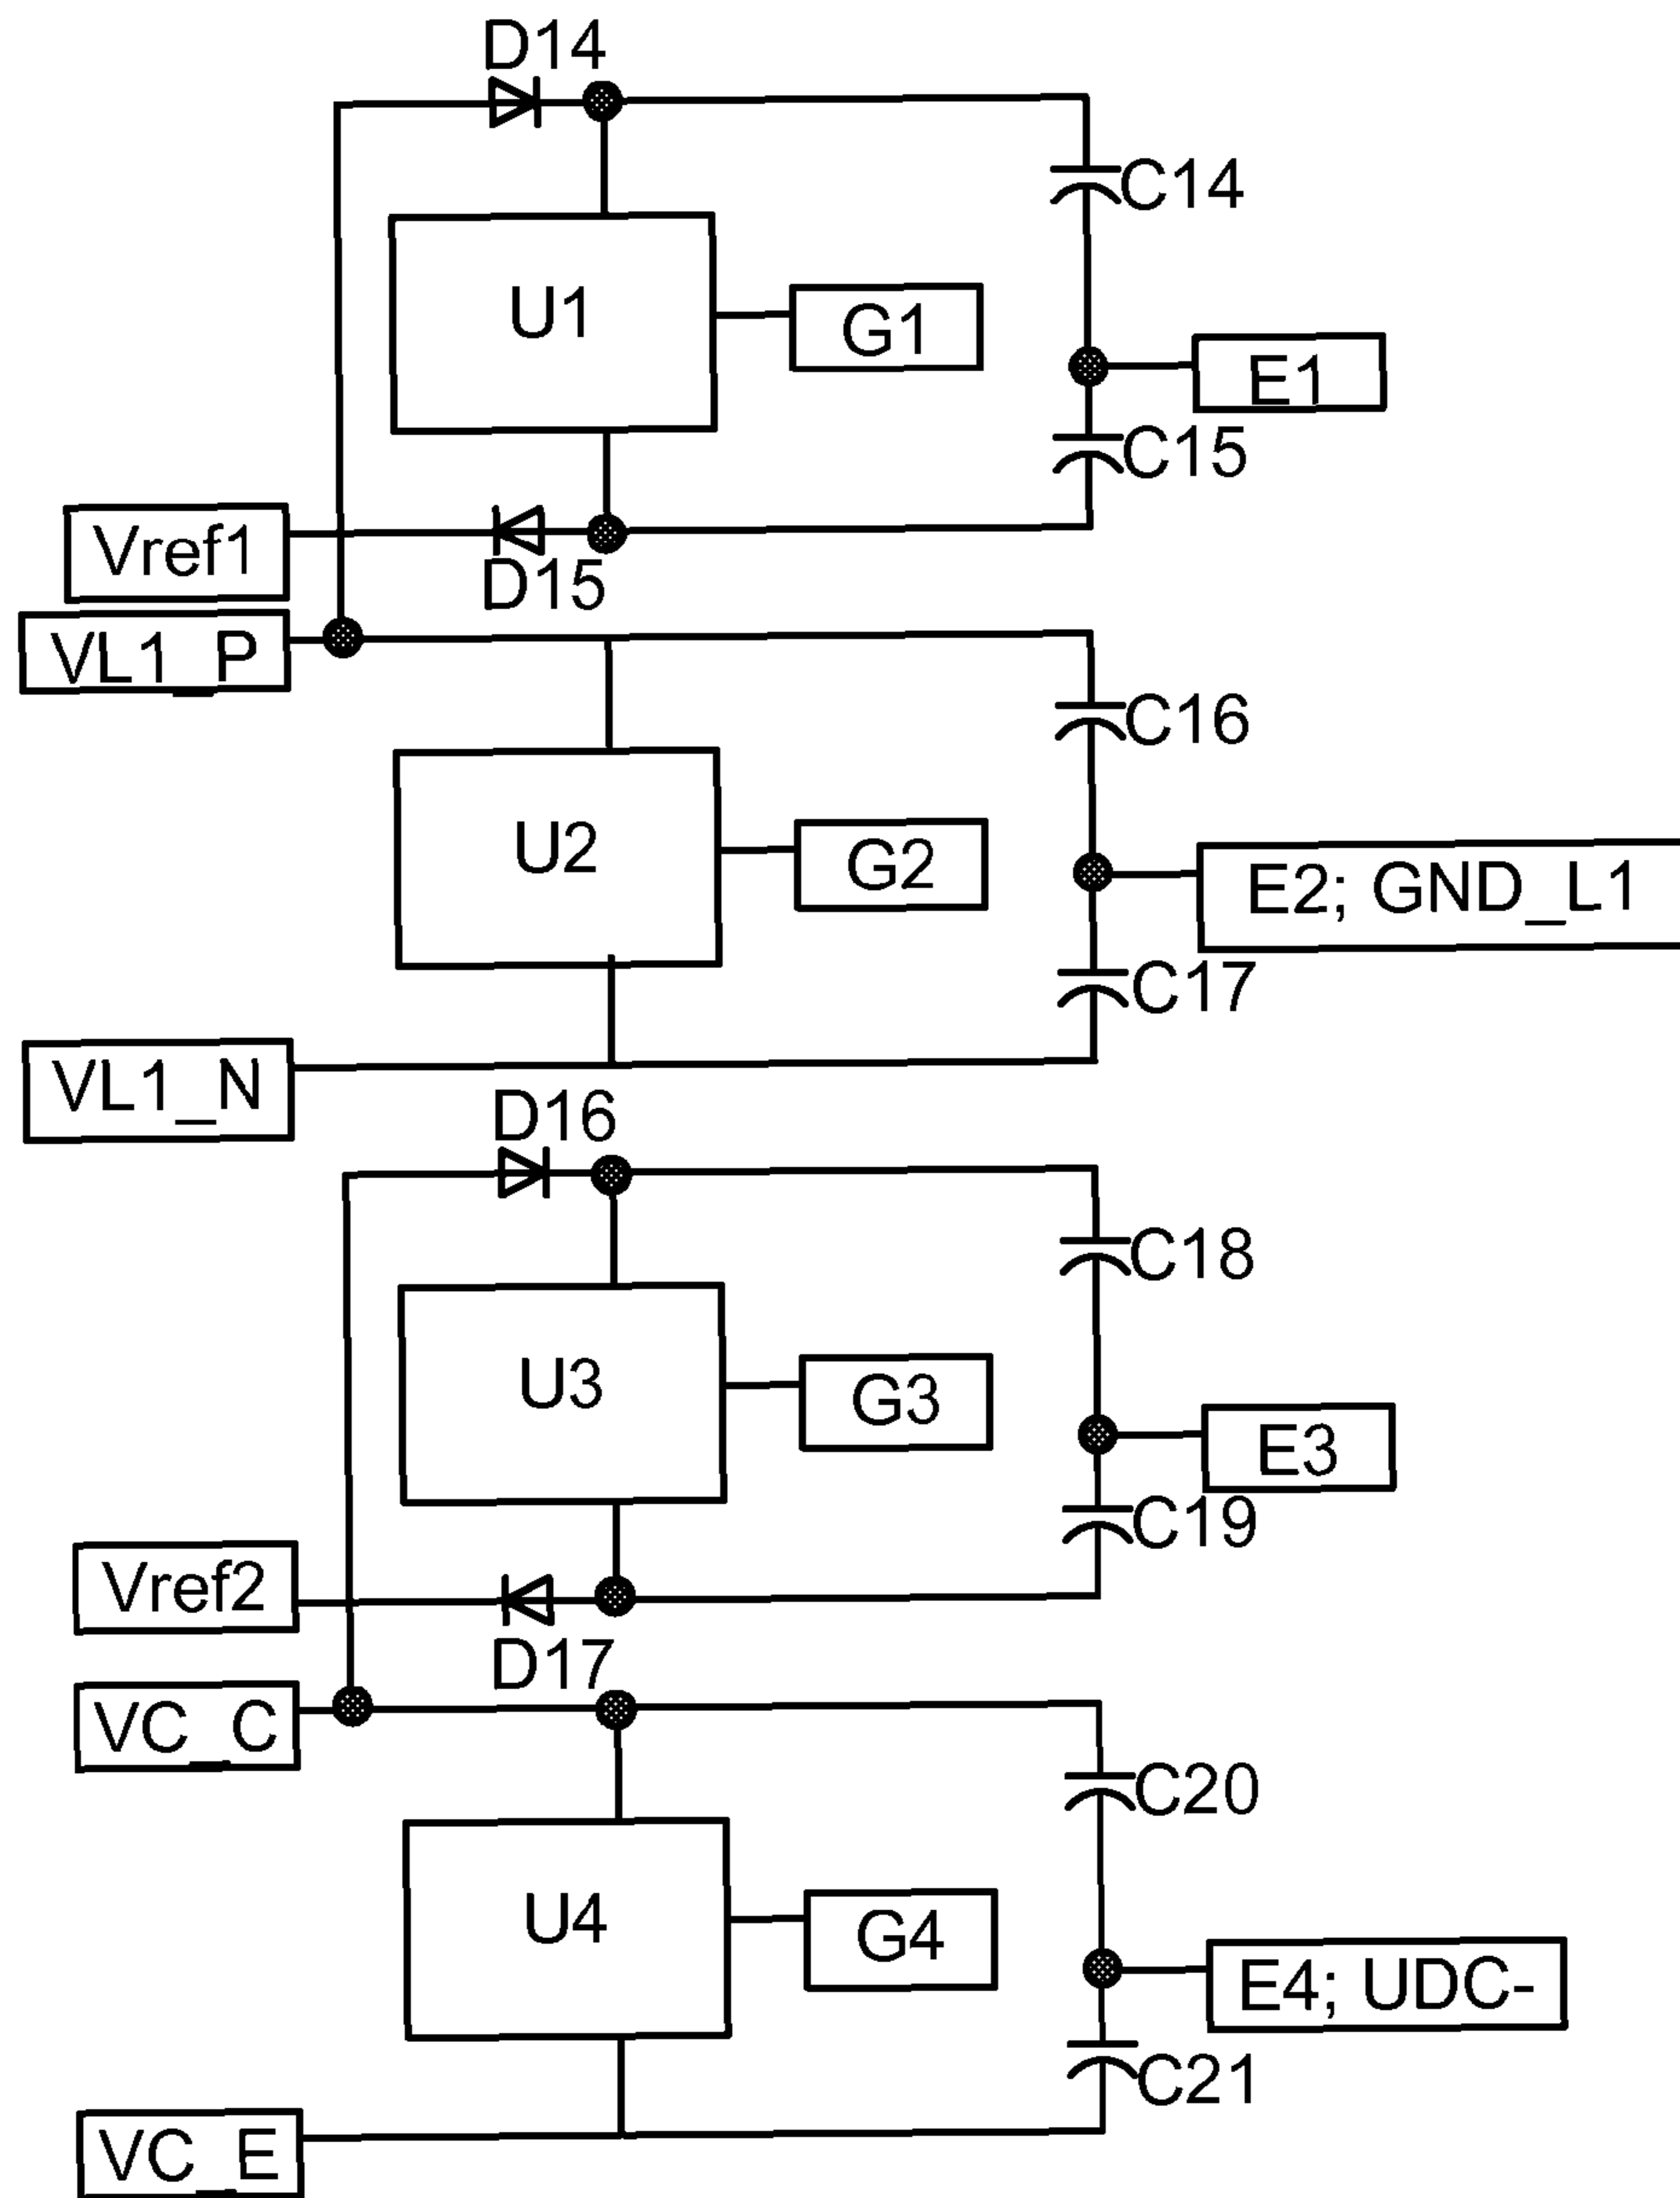 D14
C14
U1
G1
E1
C15
Vref1
D15
VL1_P
C16
U2
G2
E2; GND_L1
C17
VL1_N
D16
C18
U3
G3
E3
C19
Vref2
D17
VC_C
C20
U4
G4
E4; UDC-
C21
VC_E